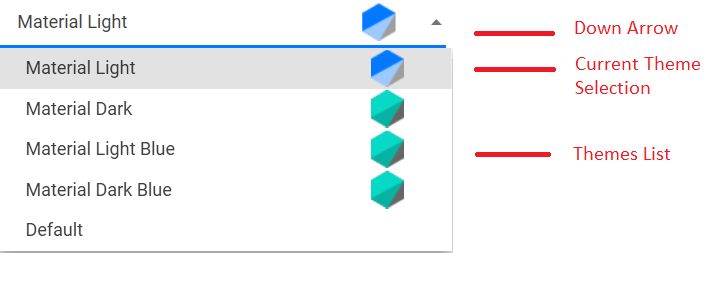 Material Light
Down Arrow
Material Light
Current Theme
Selection
Material Dark
Material Light Blue
Themes List
Material Dark Blue
Default